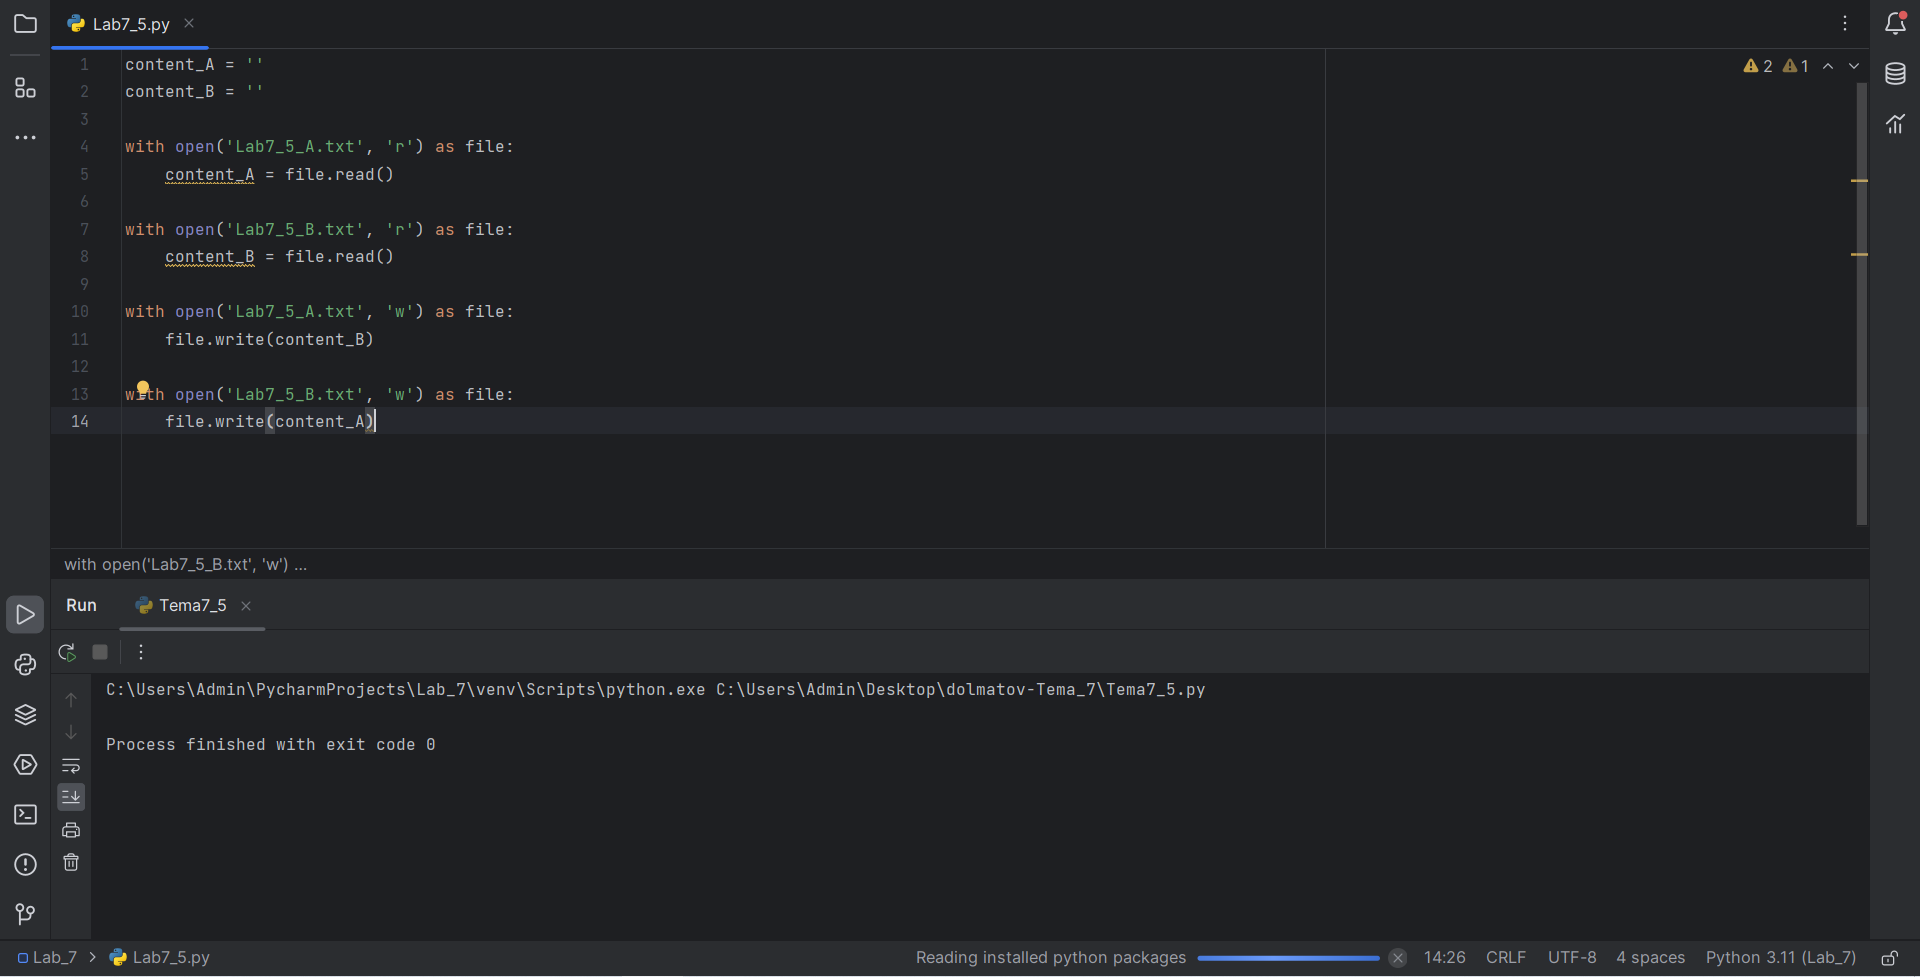 Lab7_5.py
1 content_A = ''
2 content_B = ''
3
4 with open('Lab7_5_A.txt', 'r') as file:
5     content_A = file.read()
6
7 with open('Lab7_5_B.txt', 'r') as file:
8     content_B = file.read()
9
10 with open('Lab7_5_A.txt', 'w') as file:
11     file.write(content_B)
12
13 with open('Lab7_5_B.txt', 'w') as file:
14     file.write(content_A)
2 1
with open('Lab7_5_B.txt', 'w') ...
Run Tema7_5
C:\Users\Admin\PycharmProjects\Lab_7\venv\Scripts\python.exe C:\Users\Admin\Desktop\dolmatov-Tema_7\Tema7_5.py
Process finished with exit code 0
Lab_7 > Lab7_5.py Reading installed python packages 14:26 CRLF UTF-8 4 spaces Python 3.11 (Lab_7)